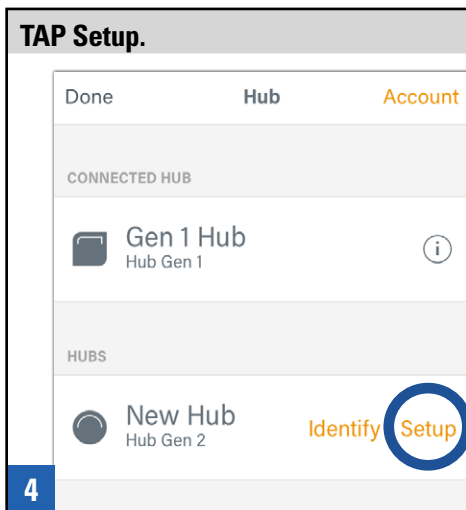 TAP Setup.
Done Hub Account
CONNECTED HUB
Gen 1 Hub
Hub Gen 1
i
HUBS
New Hub
Hub Gen 2
Identify Setup
4